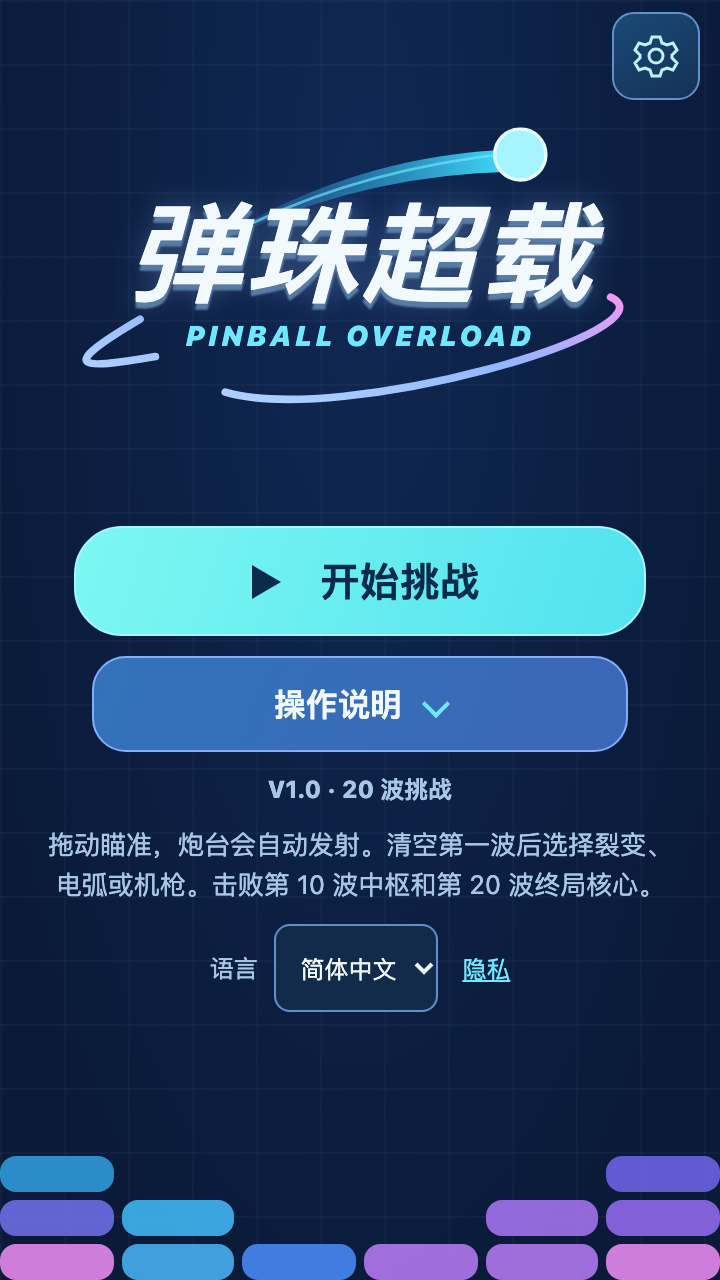 弹珠超载
PINBALL OVERLOAD
开始挑战
操作说明
V1.0 · 20 波挑战
拖动瞄准，炮台会自动发射。清空第一波后选择裂变、
电弧或机枪。击败第 10 波中枢和第 20 波终局核心。
语言 简体中文 隐私